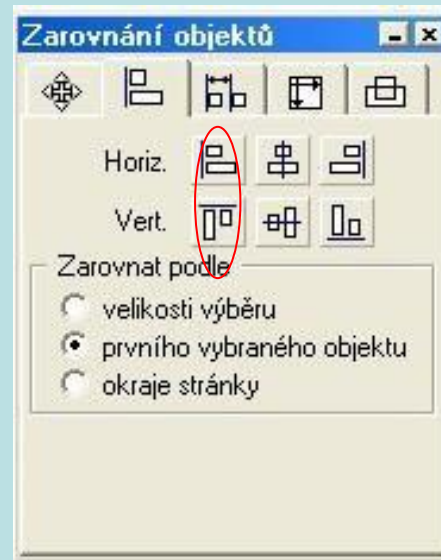 Zarovnání objektů
Horiz.
Vert.
Zarovnat podle
velikosti výběru
prvního vybraného objektu
okraje stránky